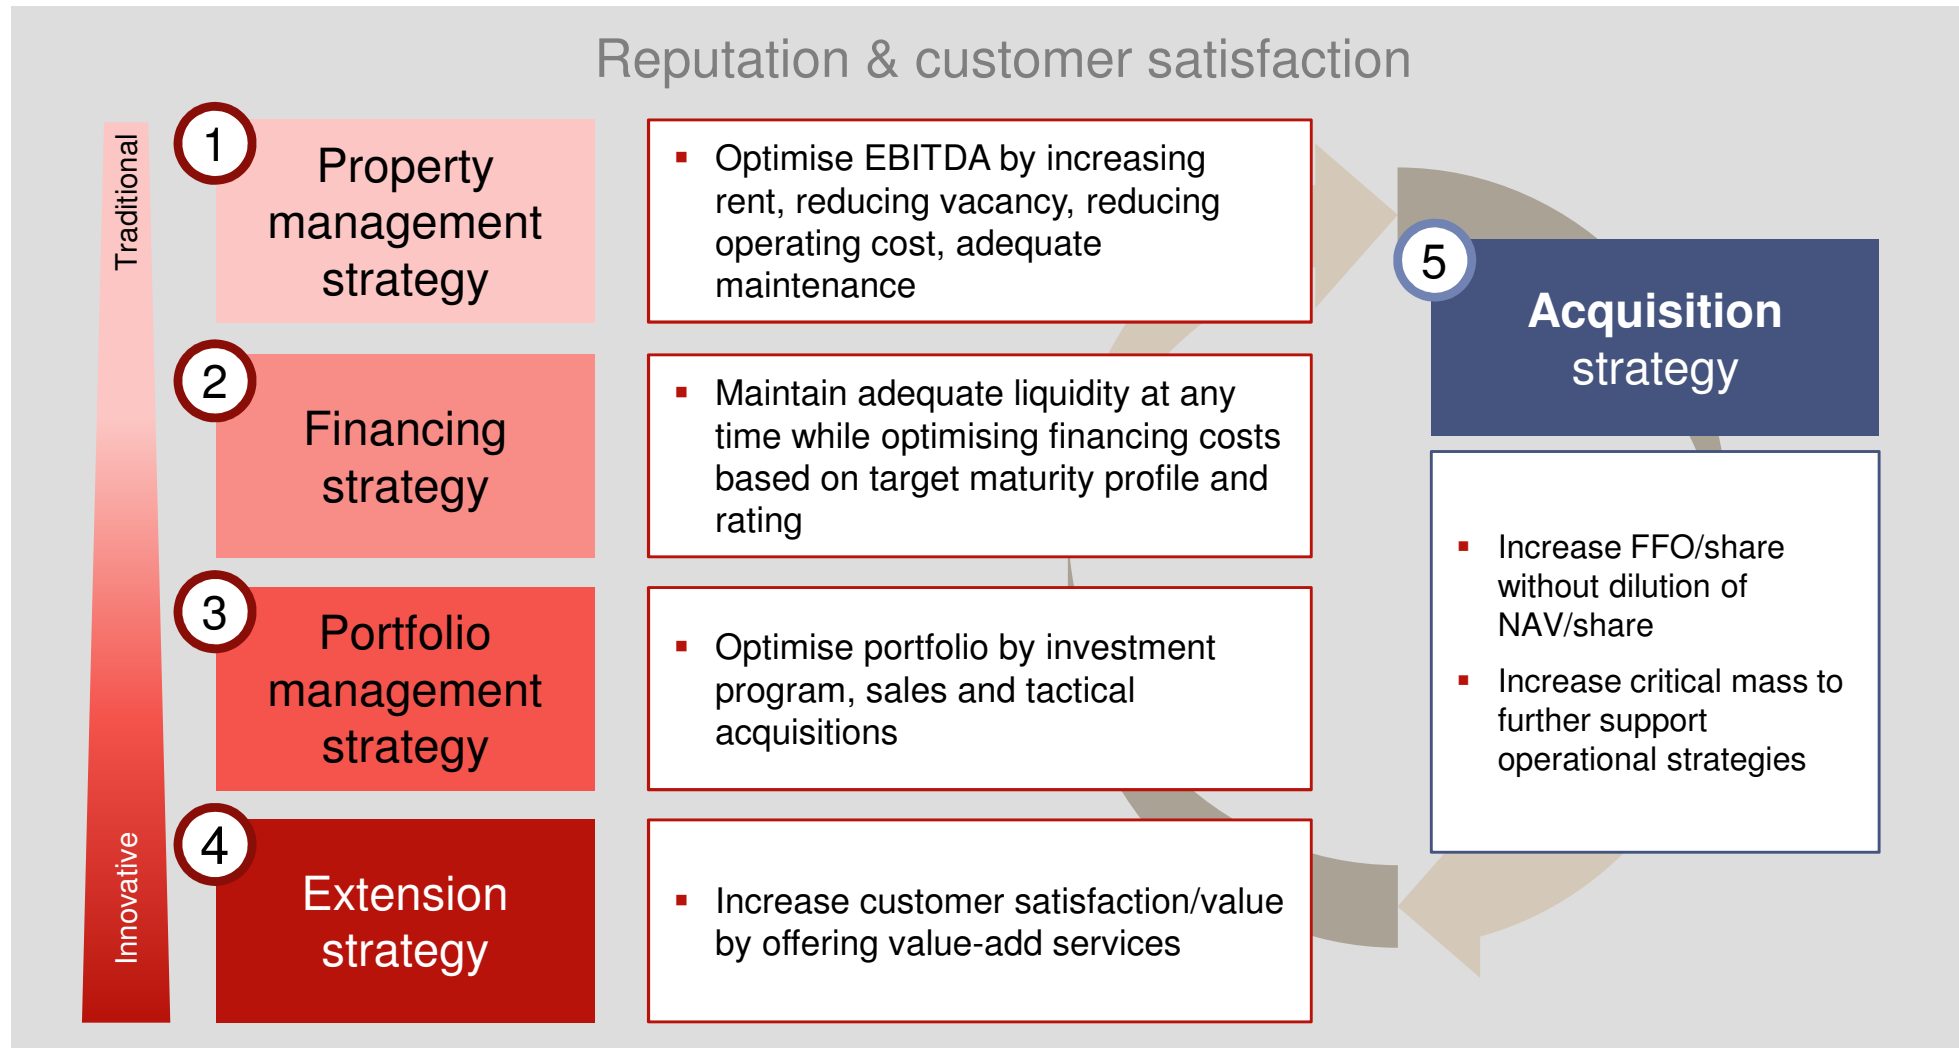 Reputation & customer satisfaction
Traditional
Innovative
1
Property
management
strategy
▪ Optimise EBITDA by increasing
rent, reducing vacancy, reducing
operating cost, adequate
maintenance
2
Financing
strategy
▪ Maintain adequate liquidity at any
time while optimising financing costs
based on target maturity profile and
rating
3
Portfolio
management
strategy
▪ Optimise portfolio by investment
program, sales and tactical
acquisitions
4
Extension
strategy
▪ Increase customer satisfaction/value
by offering value-add services
5
Acquisition
strategy
▪ Increase FFO/share
without dilution of
NAV/share
▪ Increase critical mass to
further support
operational strategies